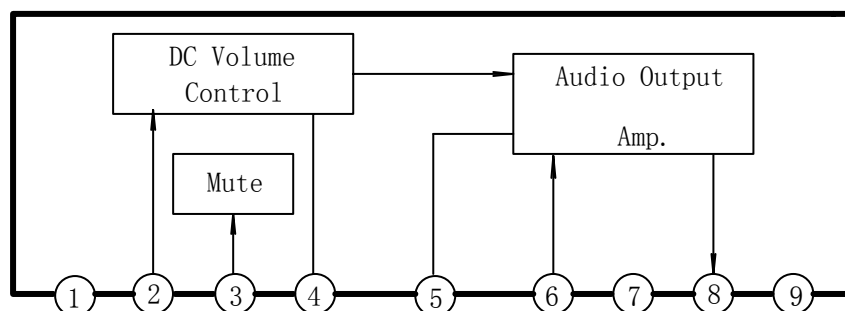 DC Volume
Control
Audio Output
Amp.
Mute
1 2 3 4 5 6 7 8 9